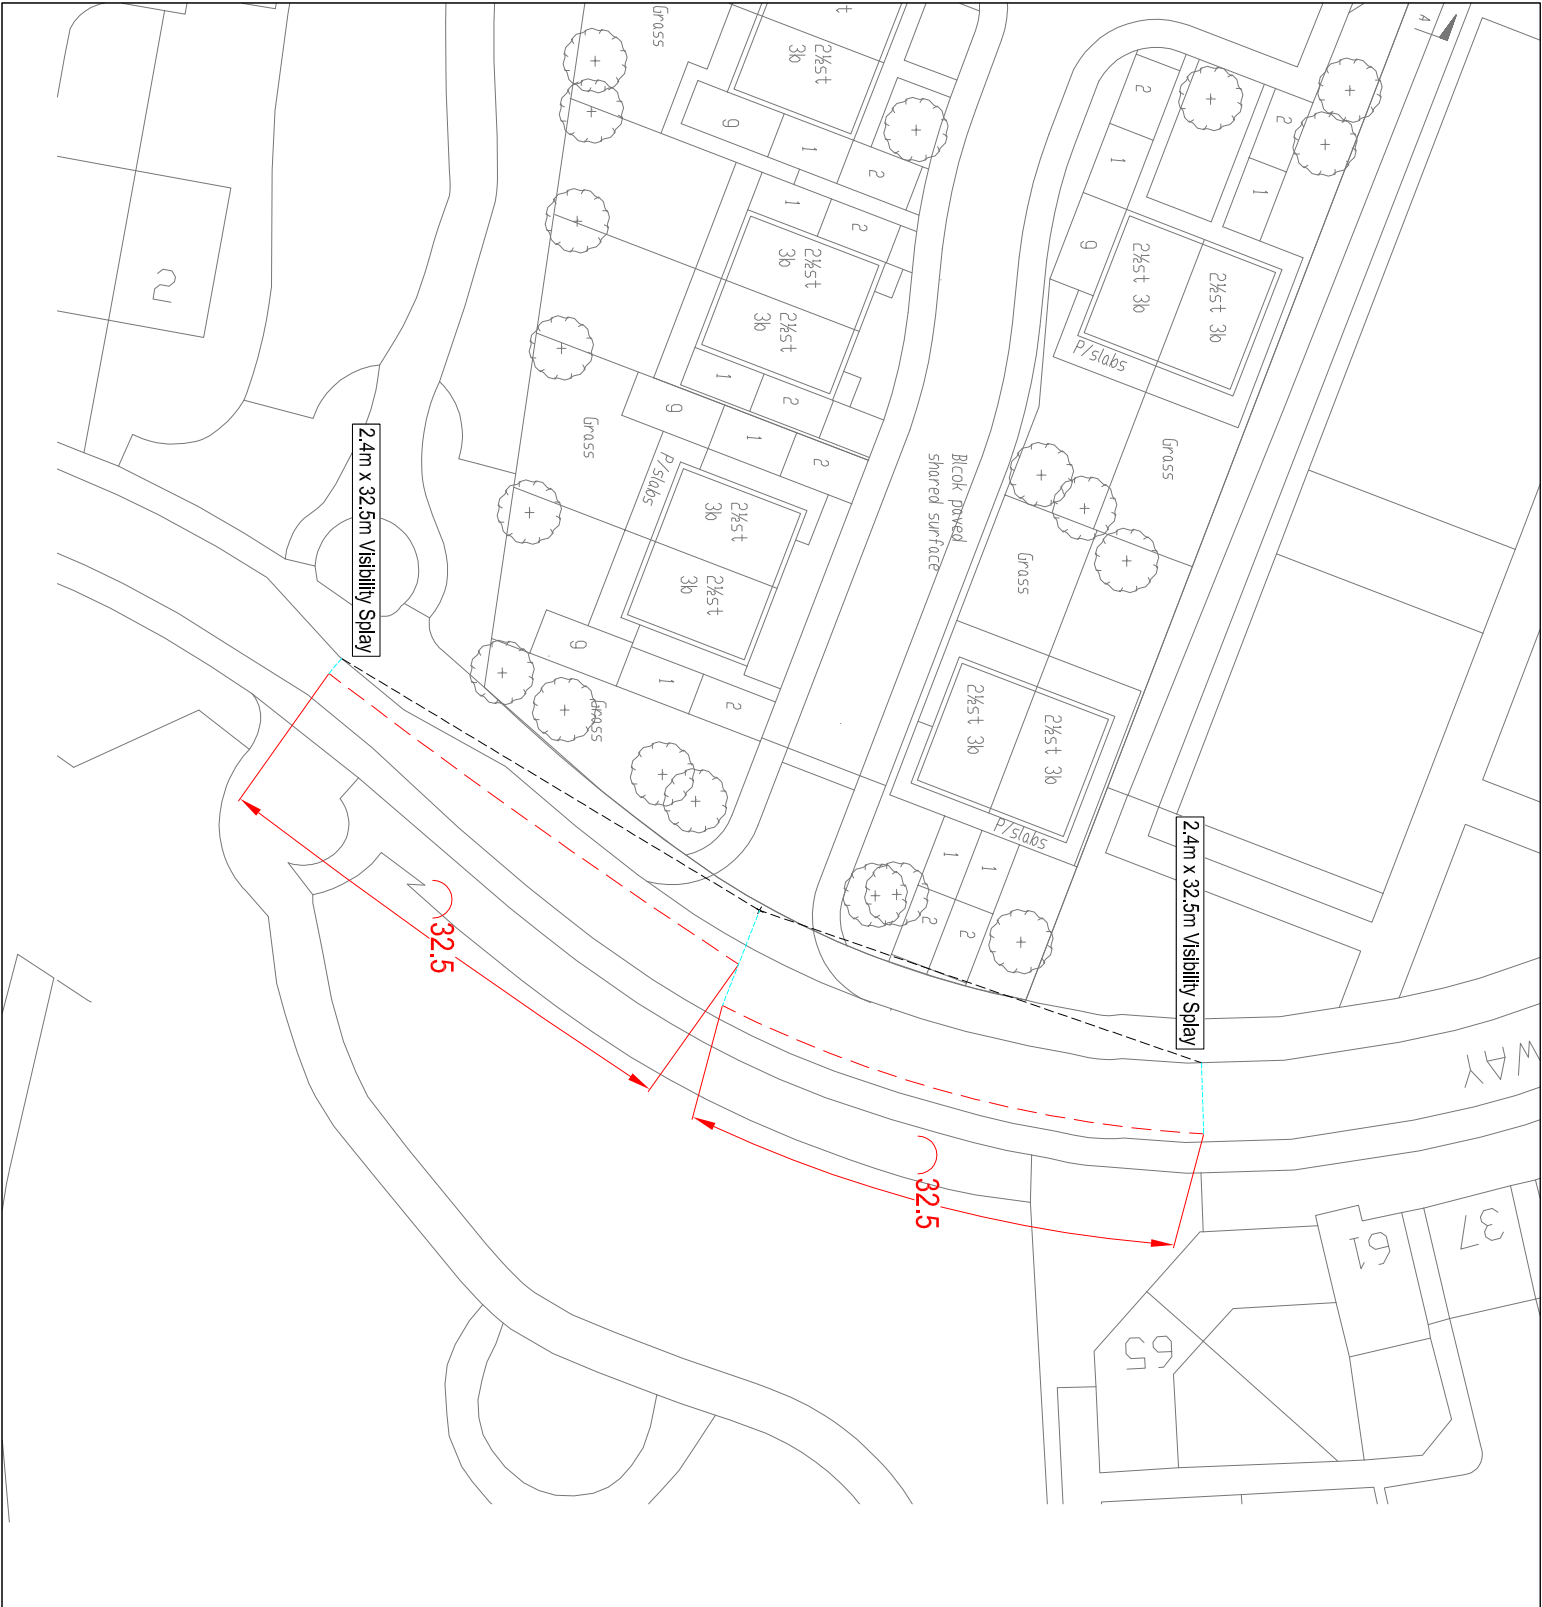 A
Grass
t
2½st
3b
g
1
2
2
1
g
2
1
2½st 3b
2½st 3b
P/slabs
1
2
2½st
3b
2½st
3b
1
2
g
1
2
Grass
P/slabs
2½st
3b
2½st
3b
g
1
2
Grass
Blcok paved
shared surface
Grass
Grass
2½st 3b
2½st 3b
P/slabs
1
1
2
2
2
2.4m x 32.5m Visibility Splay
2.4m x 32.5m Visibility Splay
32.5
32.5
WAY
37
61
65